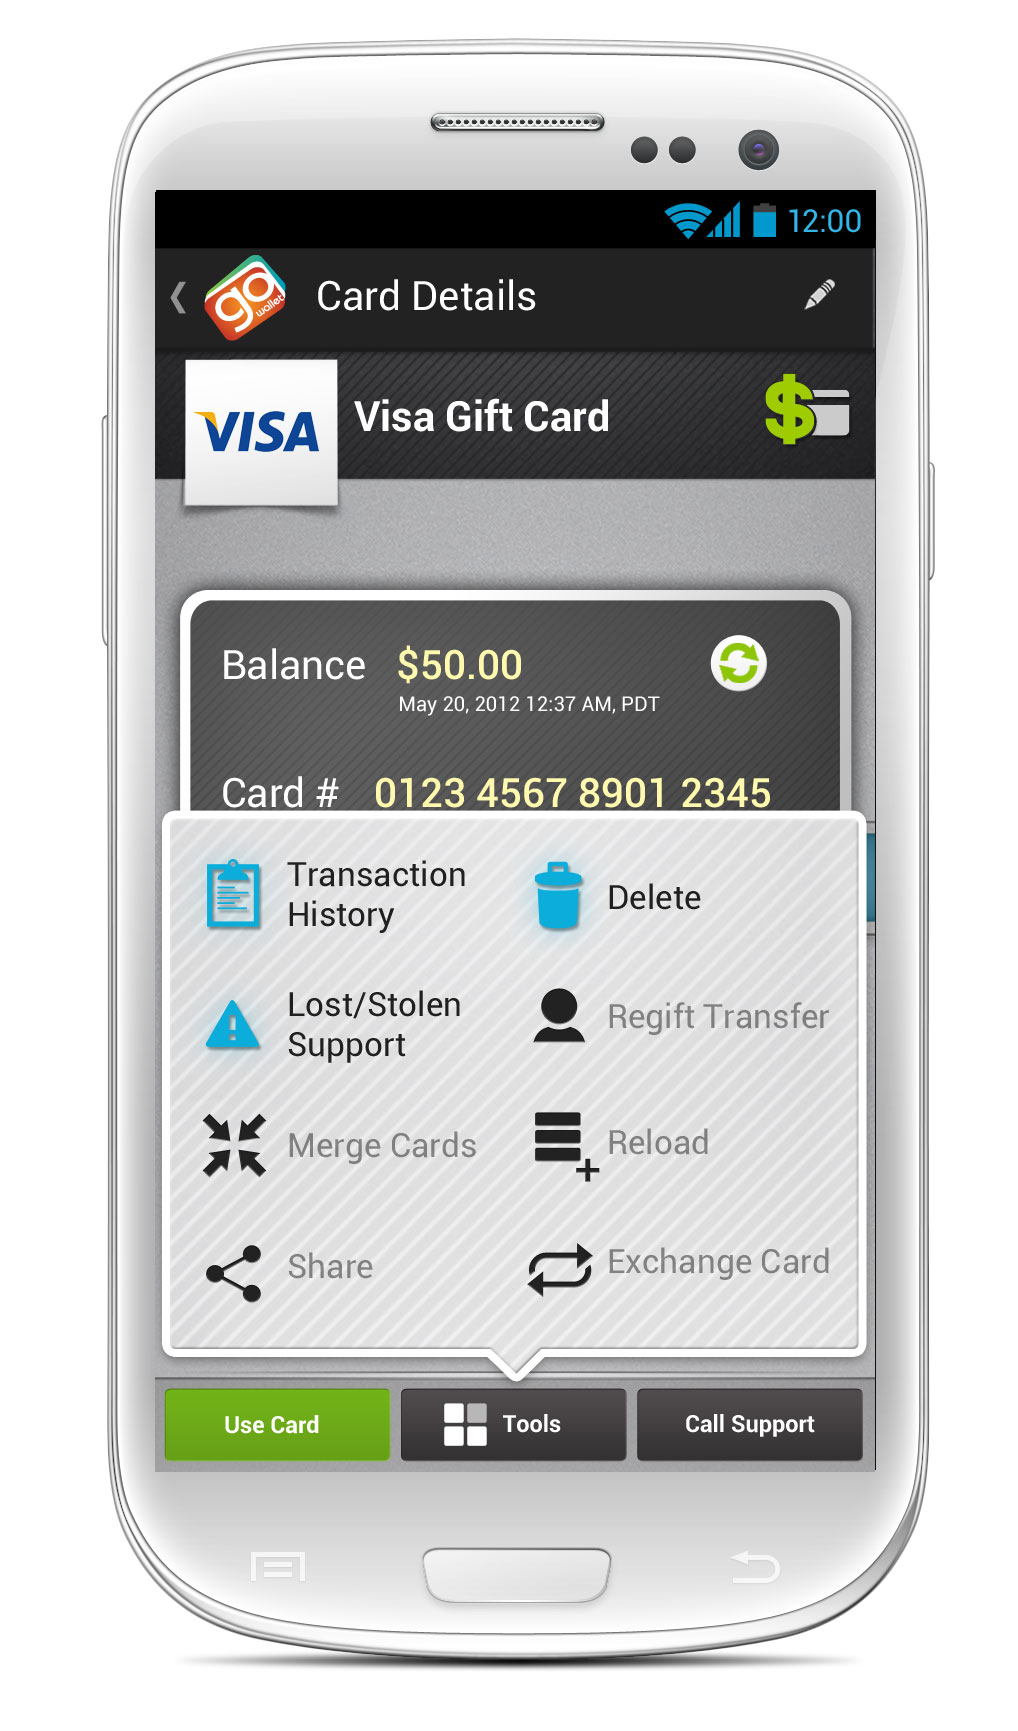 12:00
go
wallet
Card Details
VISA
Visa Gift Card
$
Balance $50.00
May 20, 2012 12:37 AM, PDT
Card # 0123 4567 8901 2345
Transaction
History
Delete
Lost/Stolen
Support
Regift Transfer
Merge Cards
Reload
Share
Exchange Card
Use Card
Tools
Call Support